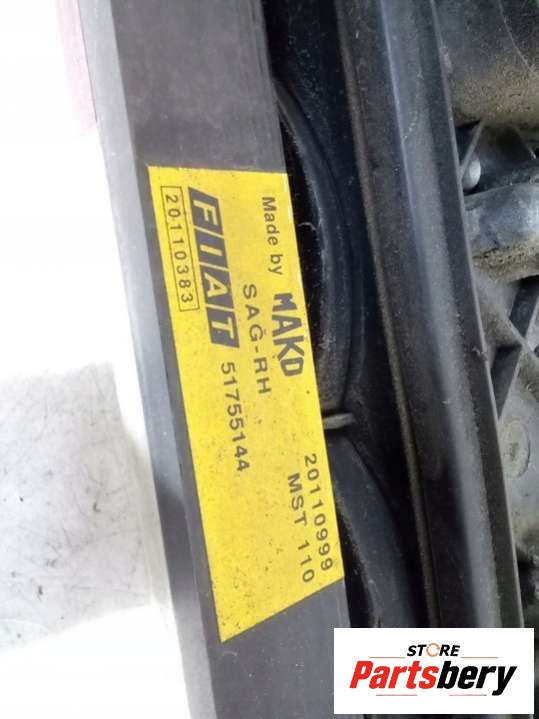 Made by MAKO
20110999
SAĞ-RH
MST 110
FIAT
51755144
20110383
STORE
Partsbery